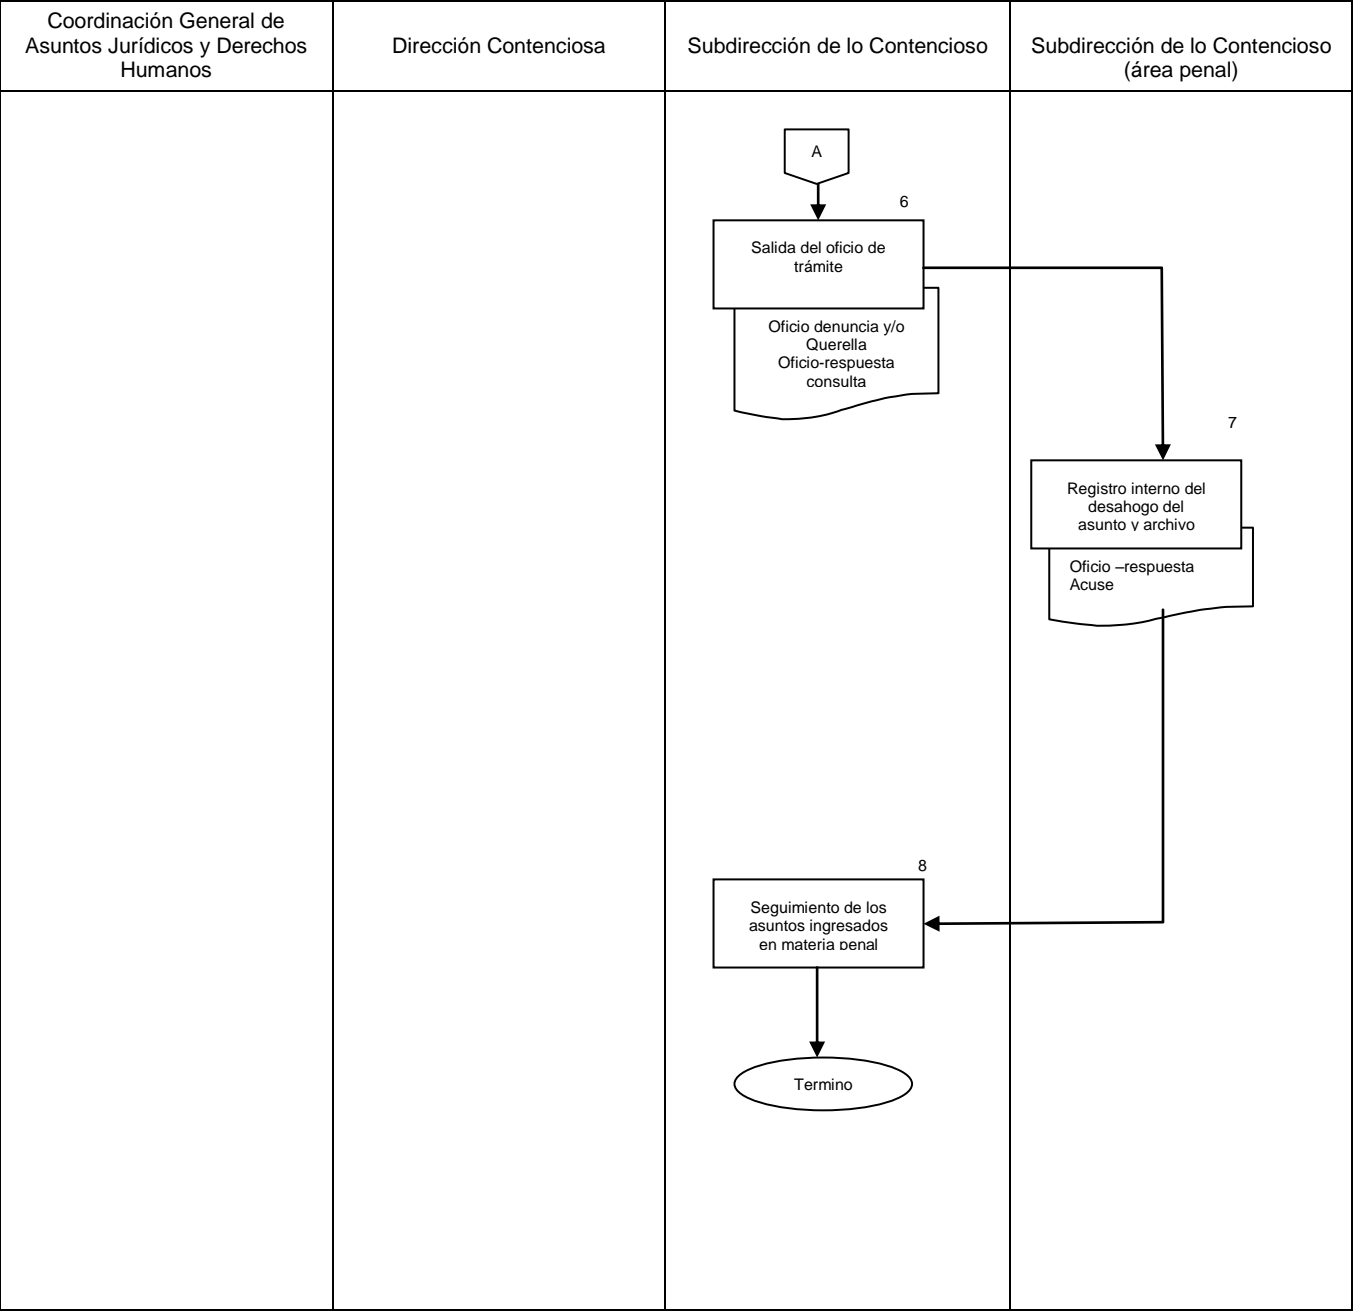 Coordinación General de
Asuntos Jurídicos y Derechos
Humanos
Dirección Contenciosa
Subdirección de lo Contencioso
Subdirección de lo Contencioso
(área penal)
A
6
Salida del oficio de
trámite
Oficio denuncia y/o
Querella
Oficio-respuesta
consulta
7
Registro interno del
desahogo del
asunto y archivo
Oficio –respuesta
Acuse
8
Seguimiento de los
asuntos ingresados
en materia penal
Termino